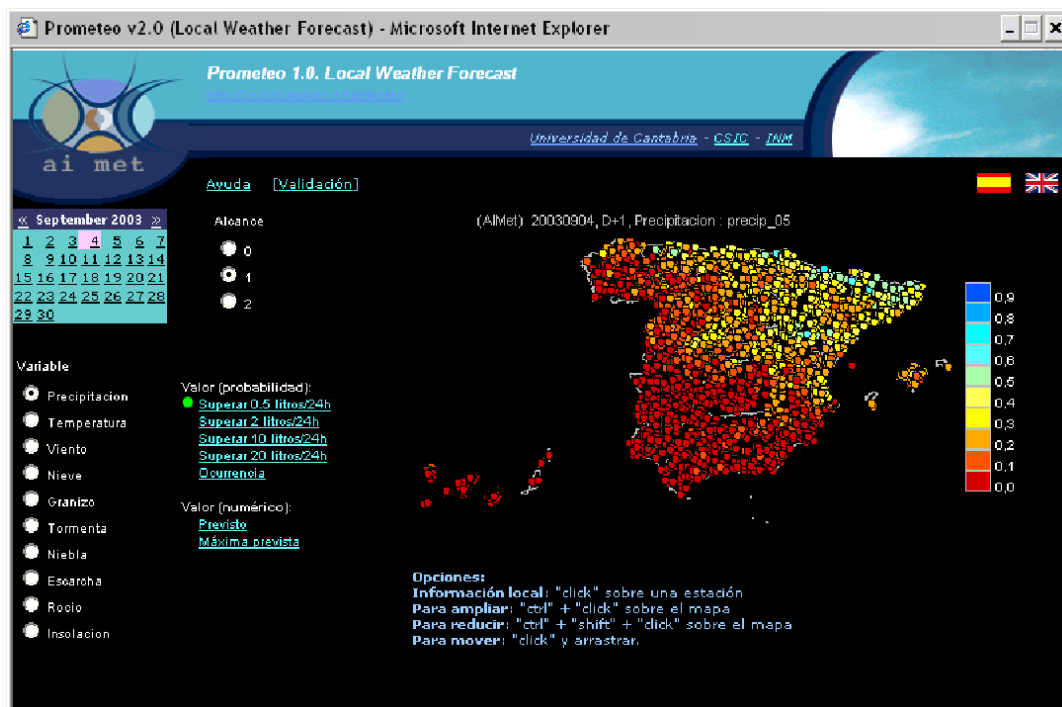 Prometeo v2.0 (Local Weather Forecast) - Microsoft Internet Explorer
Prometeo 1.0. Local Weather Forecast
Universidad de Cantabria - CSIC - INM
ai met
Ayuda [Validación]
« September 2003 »
1 2 3 4 5 6 7
8 9 10 11 12 13 14
15 16 17 18 19 20 21
22 23 24 25 26 27 28
29 30
Alcance
0
1
2
(AIMet) 20030904, D+1, Precipitacion : precip_05
0,9
0,8
0,7
0,6
0,5
0,4
0,3
0,2
0,1
0,0
Variable
Precipitacion
Temperatura
Viento
Nieve
Granizo
Tormenta
Niebla
Escarcha
Rocio
Insolacion
Valor (probabilidad):
Superar 0.5 litros/24h
Superar 2 litros/24h
Superar 10 litros/24h
Superar 20 litros/24h
Ocurrencia
Valor (numérico):
Previsto
Máxima prevista
Opciones:
Información local: "click" sobre una estación
Para ampliar: "ctrl" + "click" sobre el mapa
Para reducir: "ctrl" + "shift" + "click" sobre el mapa
Para mover: "click" y arrastrar.